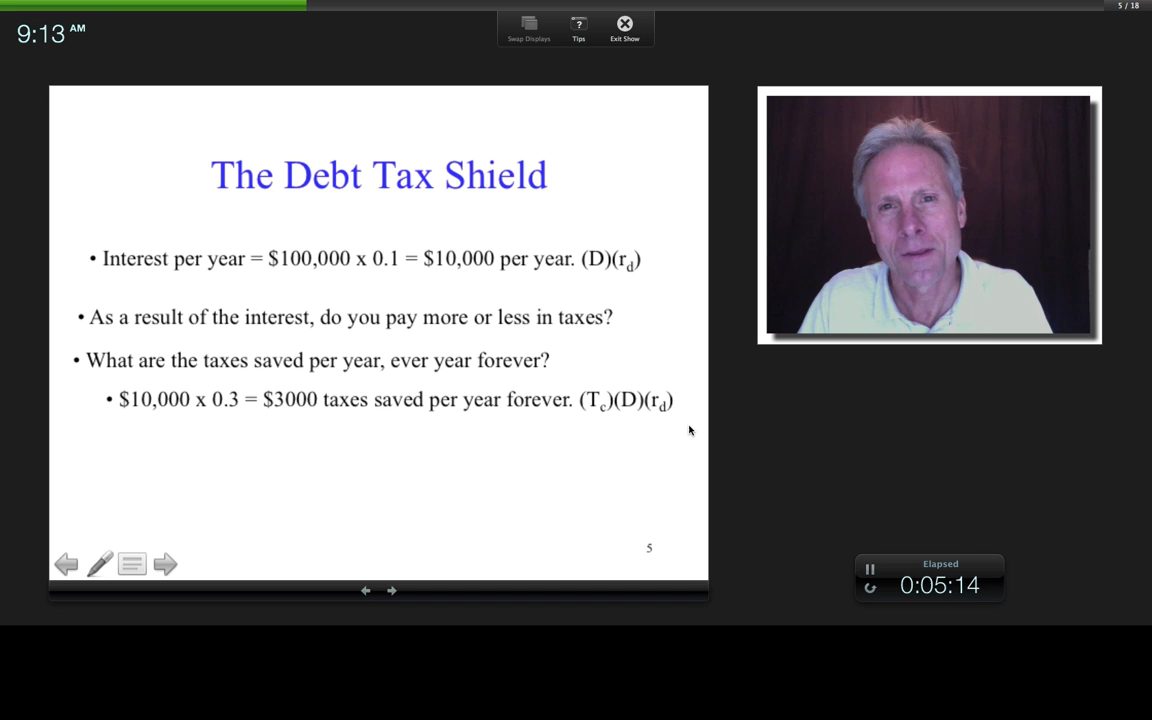 5 / 18
9:13 AM
Swap Displays
?
Tips
Exit Show
The Debt Tax Shield
• Interest per year = $100,000 x 0.1 = $10,000 per year. (D)(rd)
• As a result of the interest, do you pay more or less in taxes?
• What are the taxes saved per year, ever year forever?
• $10,000 x 0.3 = $3000 taxes saved per year forever. (Tc)(D)(rd)
5
Elapsed
0:05:14